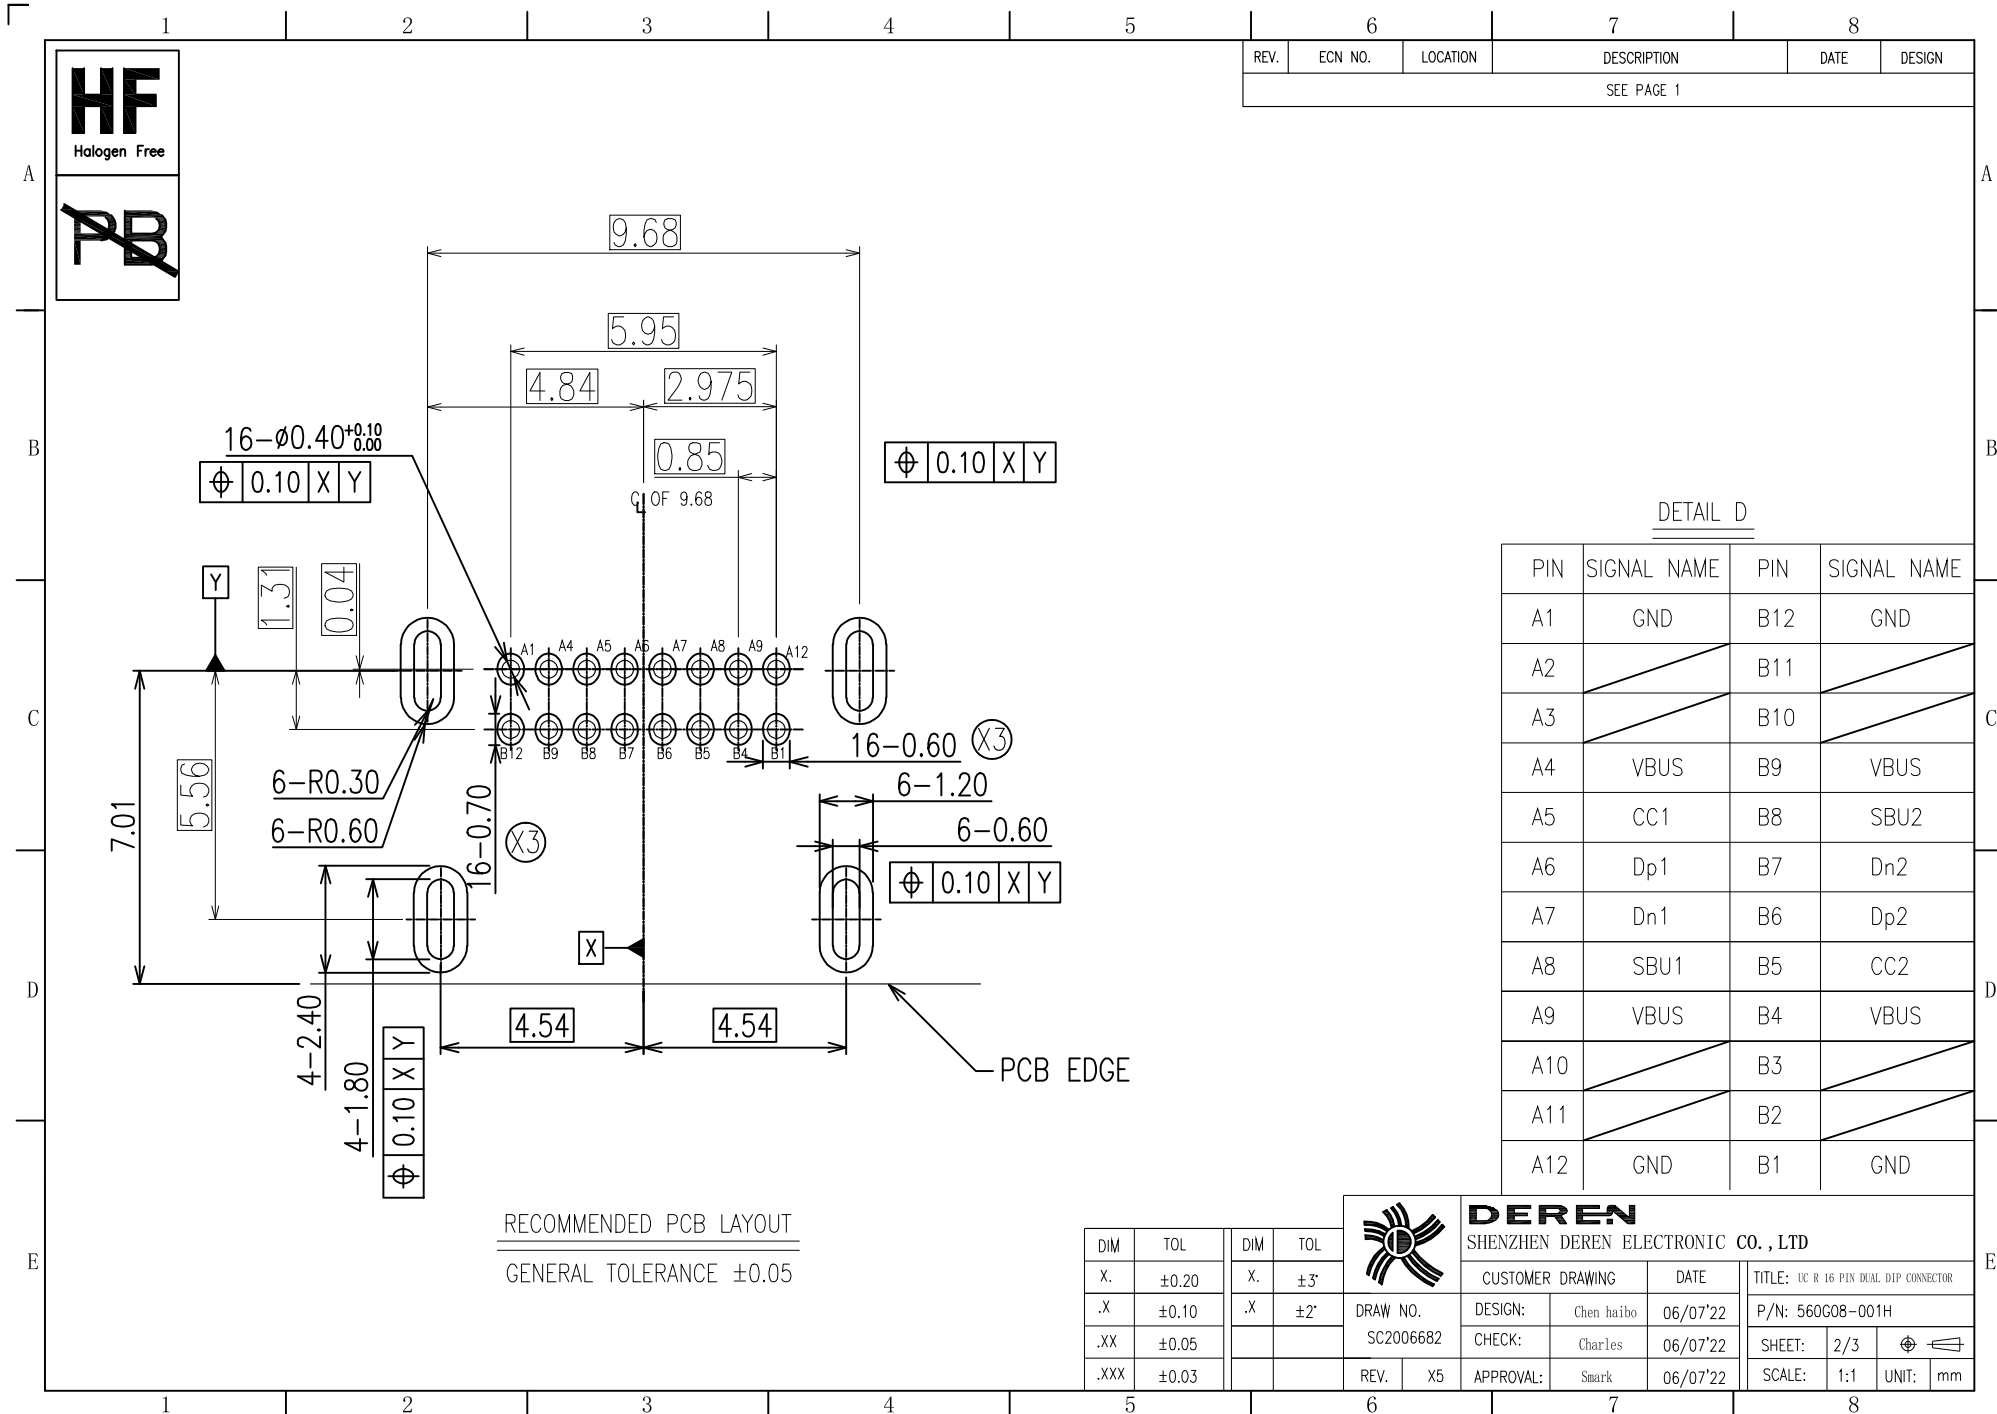 1 2 3 4 5 6 7 8
REV. ECN NO. LOCATION DESCRIPTION DATE DESIGN
SEE PAGE 1
HF
Halogen Free
PB
A A
B B
C C
D D
E E
9.68
5.95
4.84 2.975
0.85
16-Ø0.40 +0.10 0.00
⌖ 0.10 X Y
⌖ 0.10 X Y
℄ OF 9.68
Y
1.31
0.04
A1 A4 A5 A6 A7 A8 A9 A12
B12 B9 B8 B7 B6 B5 B4 B1
16-0.60 X3
6-1.20
6-0.60
⌖ 0.10 X Y
6-R0.30
6-R0.60
16-0.70
X3
5.56
7.01
X
4.54 4.54
4-2.40
4-1.80
⌖ 0.10 X Y
PCB EDGE
RECOMMENDED PCB LAYOUT
GENERAL TOLERANCE ±0.05
DETAIL D
PIN SIGNAL NAME PIN SIGNAL NAME
A1 GND B12 GND
A2 B11
A3 B10
A4 VBUS B9 VBUS
A5 CC1 B8 SBU2
A6 Dp1 B7 Dn2
A7 Dn1 B6 Dp2
A8 SBU1 B5 CC2
A9 VBUS B4 VBUS
A10 B3
A11 B2
A12 GND B1 GND
DIM TOL DIM TOL
X. ±0.20 X. ±3°
.X ±0.10 .X ±2°
.XX ±0.05
.XXX ±0.03
DEREN
SHENZHEN DEREN ELECTRONIC CO.,LTD
CUSTOMER DRAWING DATE TITLE: UC R 16 PIN DUAL DIP CONNECTOR
DRAW NO. SC2006682
DESIGN: Chen haibo 06/07'22 P/N: 560G08-001H
CHECK: Charles 06/07'22 SHEET: 2/3
REV. X5 APPROVAL: Smark 06/07'22 SCALE: 1:1 UNIT: mm
1 2 3 4 5 6 7 8